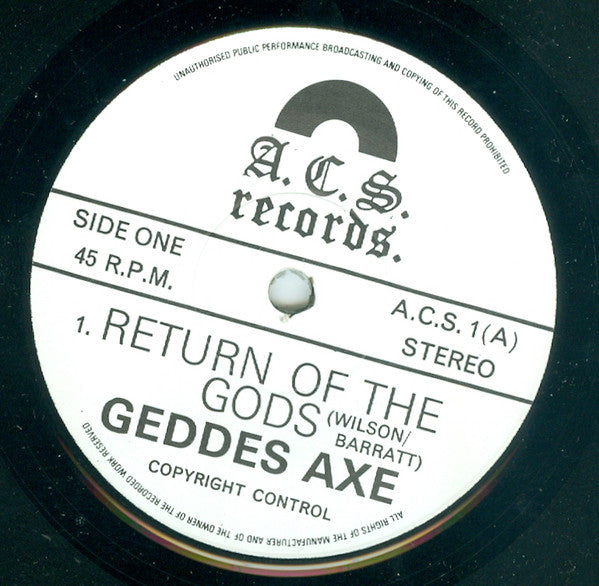 UNAUTHORISED PUBLIC PERFORMANCE BROADCASTING AND COPYING OF THIS RECORD PROHIBITED
A. C. S.
records.
SIDE ONE
45 R.P.M.
A.C.S. 1(A)
STEREO
1. RETURN OF THE
GODS (WILSON/
BARRATT)
GEDDES AXE
COPYRIGHT CONTROL
ALL RIGHTS OF THE MANUFACTURER AND OF THE OWNER OF THE RECORDED WORK RESERVED